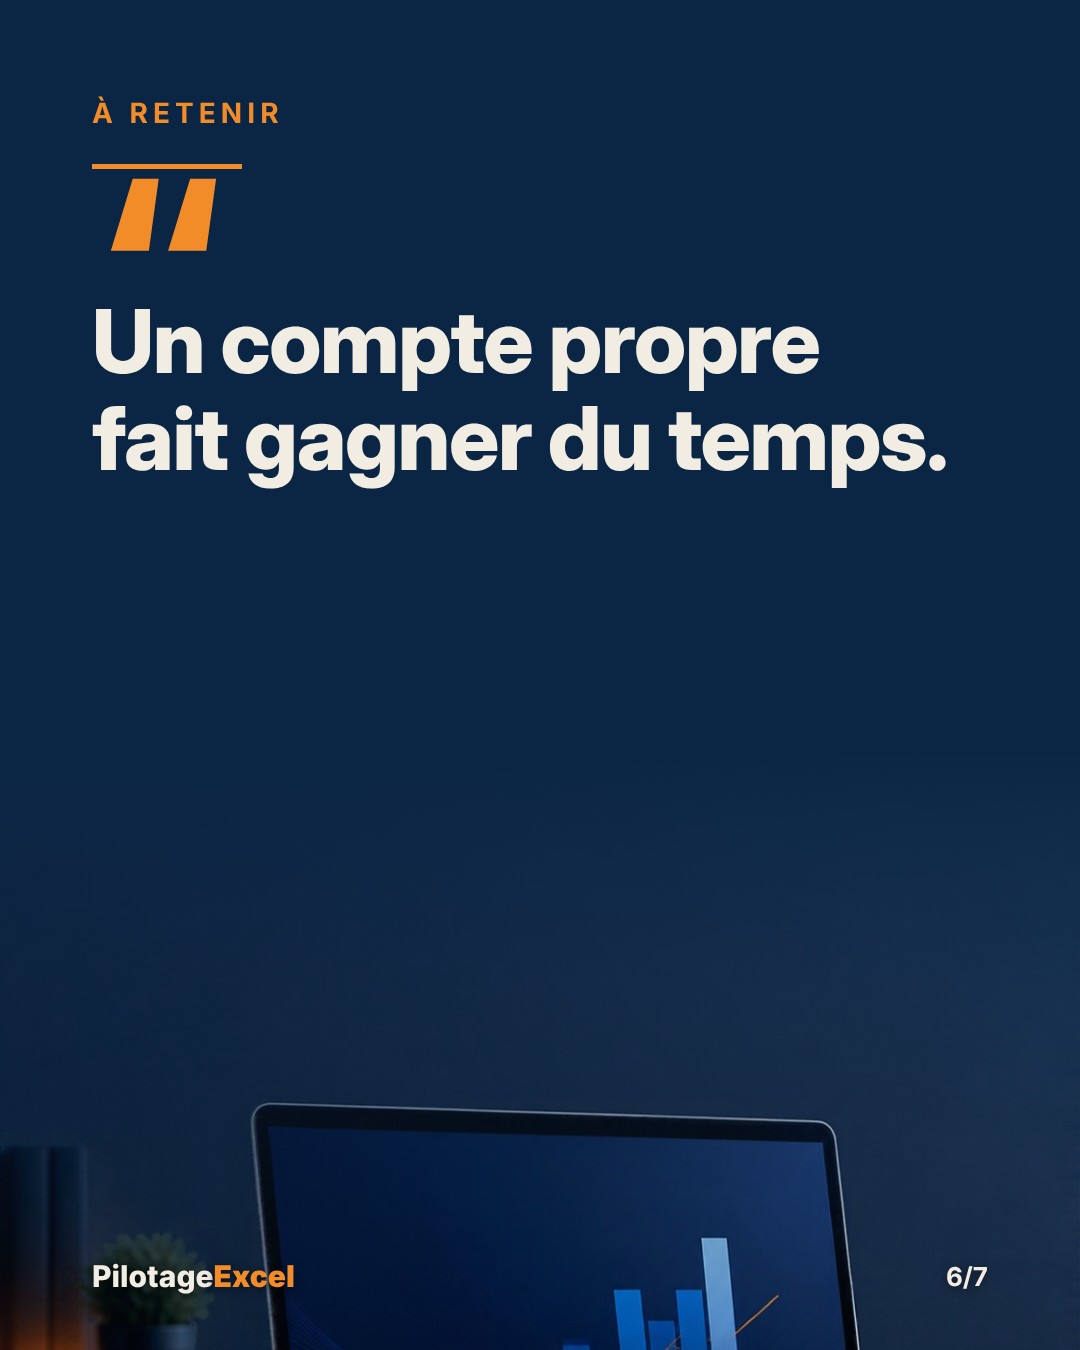 À RETENIR
"
Un compte propre
fait gagner du temps.
PilotageExcel
6/7